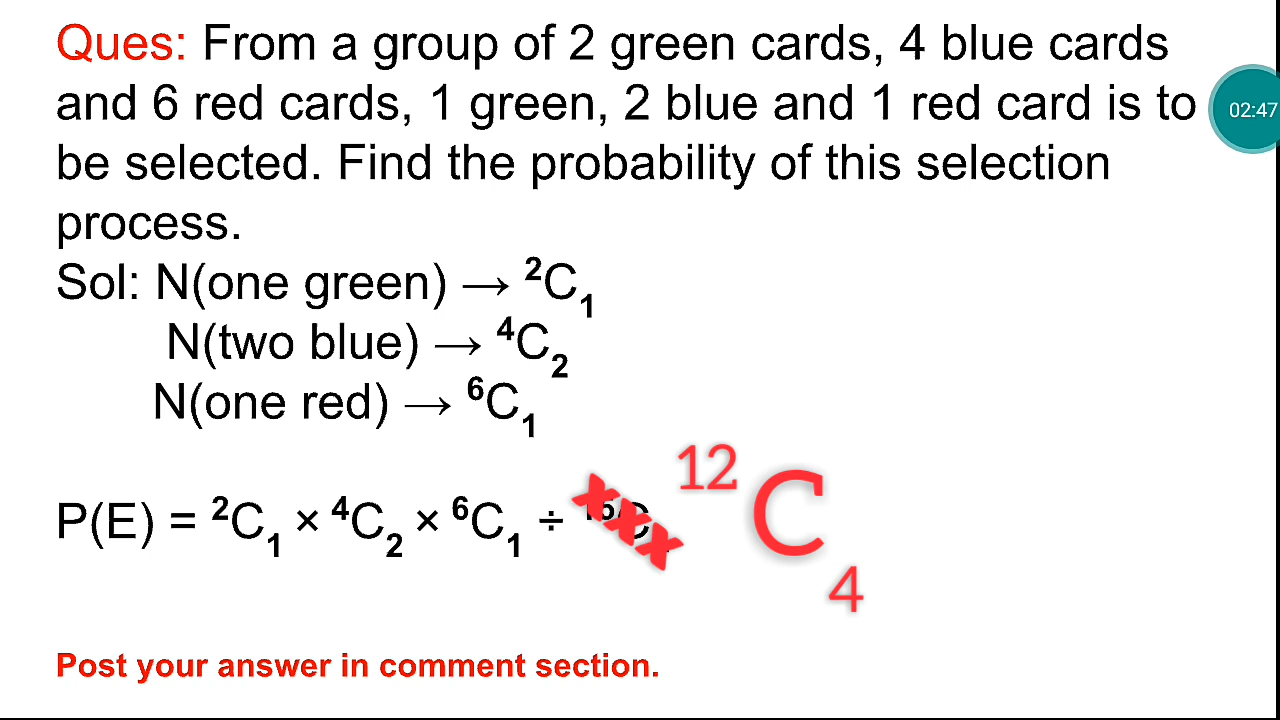 Ques: From a group of 2 green cards, 4 blue cards
and 6 red cards, 1 green, 2 blue and 1 red card is to
be selected. Find the probability of this selection
process.
02:47
Sol: N(one green) → ²C₁
N(two blue) → ⁴C₂
N(one red) → ⁶C₁
P(E) = ²C₁ × ⁴C₂ × ⁶C₁ ÷ ¹²C₄
Post your answer in comment section.